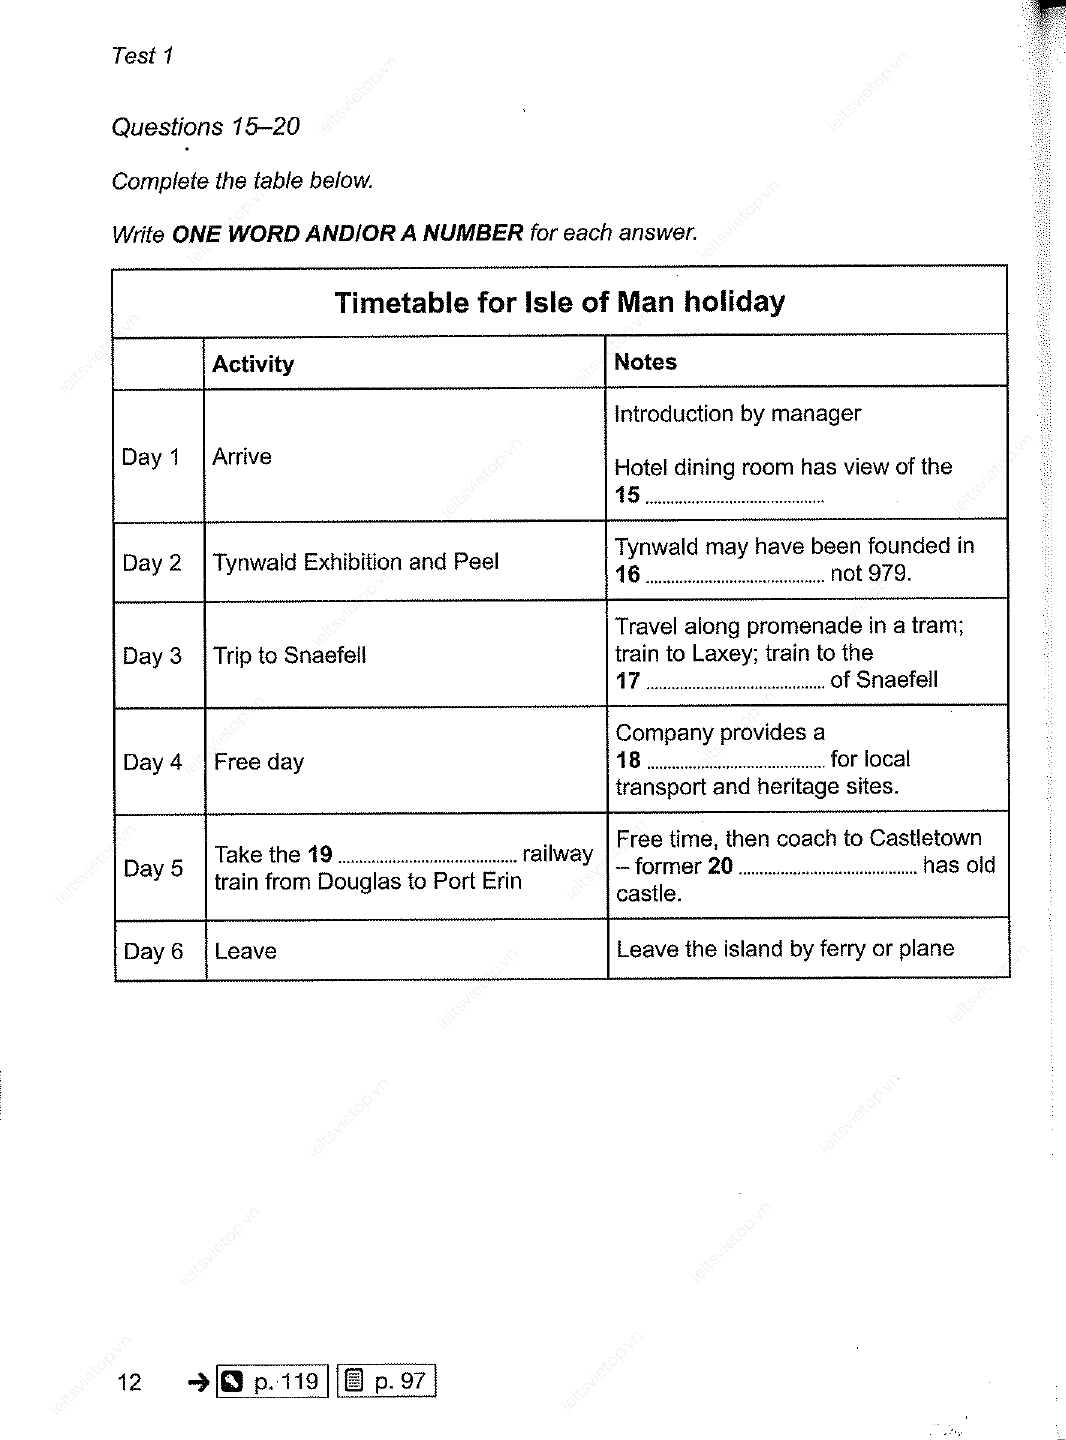 Test 1
Questions 15–20
Complete the table below.
Write ONE WORD AND/OR A NUMBER for each answer.
Timetable for Isle of Man holiday
Activity
Notes
Day 1
Arrive
Introduction by manager
Hotel dining room has view of the
15 ..........................................
Day 2
Tynwald Exhibition and Peel
Tynwald may have been founded in
16 .......................................... not 979.
Day 3
Trip to Snaefell
Travel along promenade in a tram;
train to Laxey; train to the
17 .......................................... of Snaefell
Day 4
Free day
Company provides a
18 .......................................... for local
transport and heritage sites.
Day 5
Take the 19 .......................................... railway
train from Douglas to Port Erin
Free time, then coach to Castletown
– former 20 .......................................... has old
castle.
Day 6
Leave
Leave the island by ferry or plane
12 → p. 119 p. 97
ieltsvietop.vn